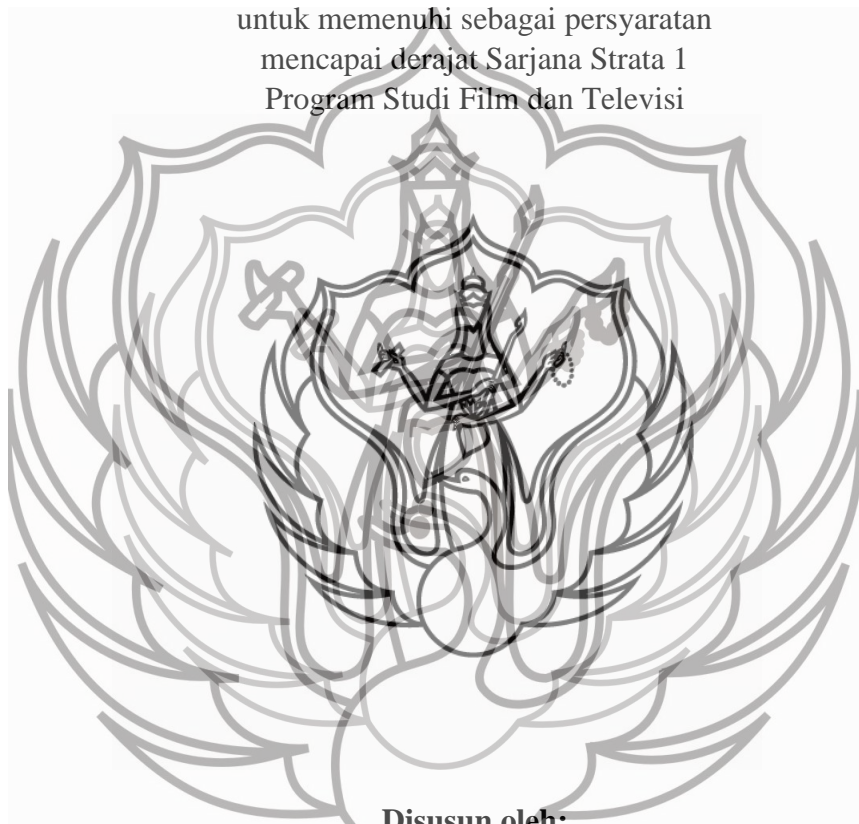 untuk memenuhi sebagai persyaratan
mencapai derajat Sarjana Strata 1
Program Studi Film dan Televisi
Disusun oleh: